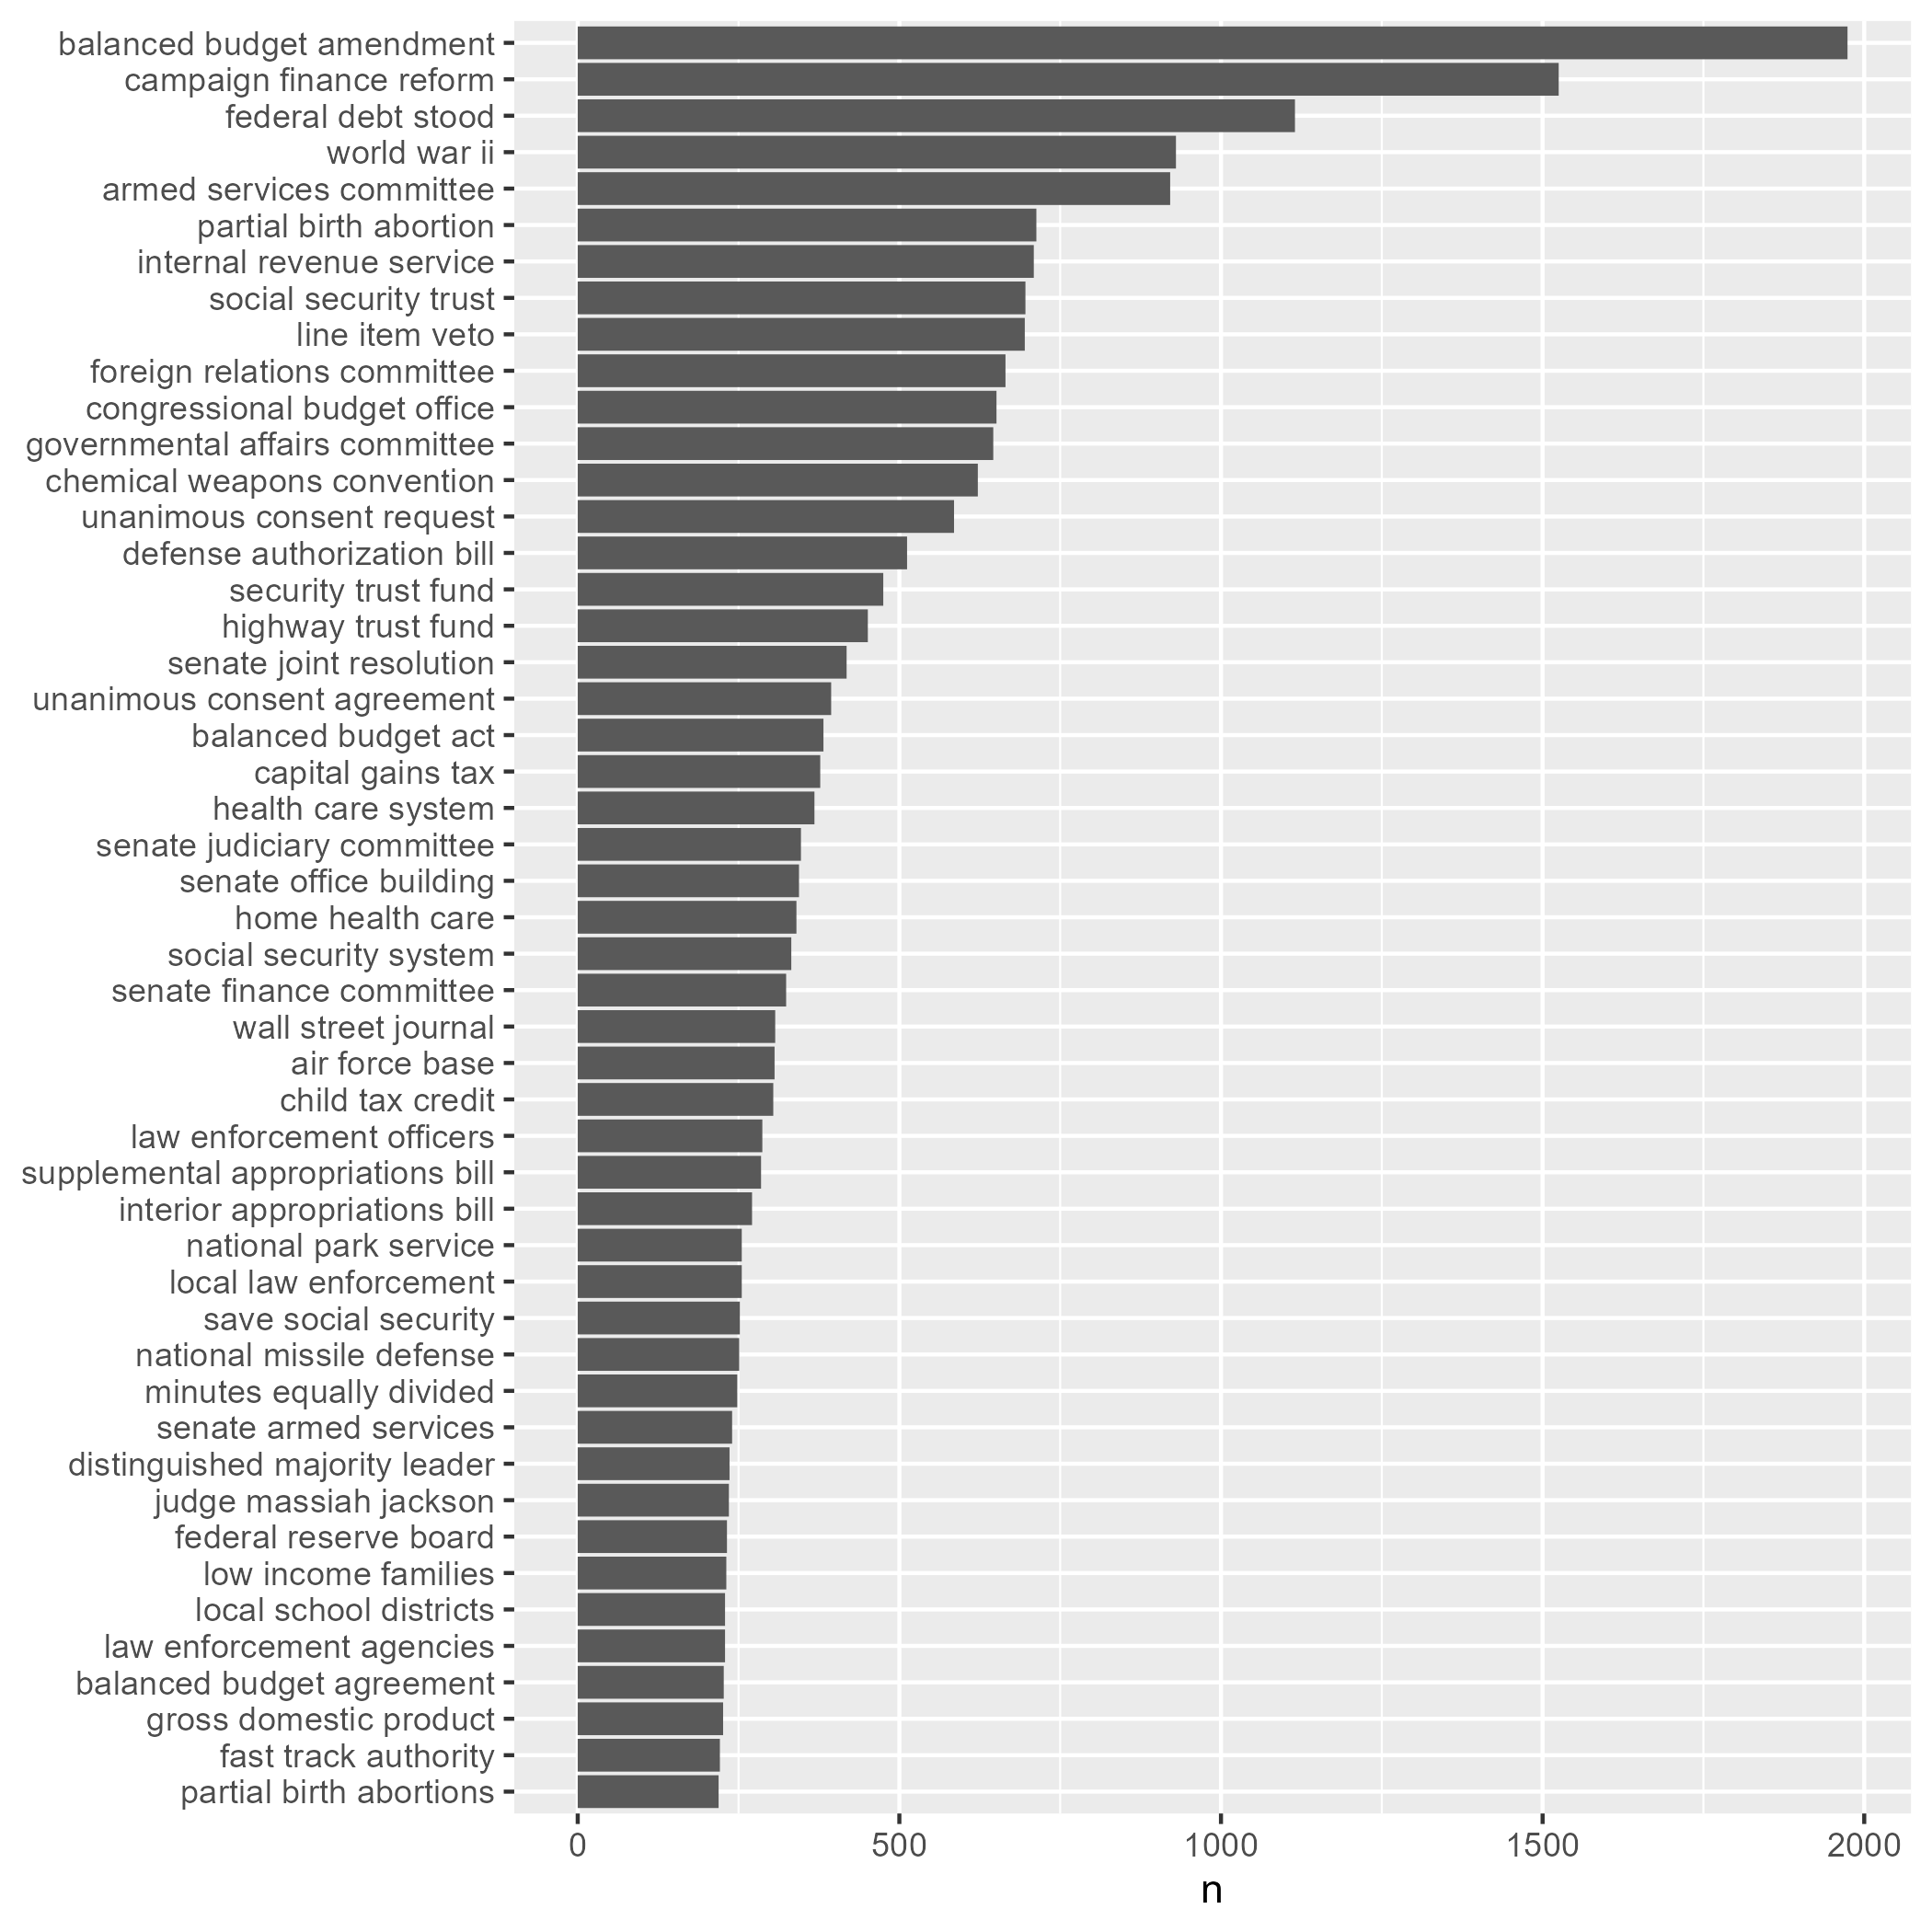 balanced budget amendment
campaign finance reform
federal debt stood
world war ii
armed services committee
partial birth abortion
internal revenue service
social security trust
line item veto
foreign relations committee
congressional budget office
governmental affairs committee
chemical weapons convention
unanimous consent request
defense authorization bill
security trust fund
highway trust fund
senate joint resolution
unanimous consent agreement
balanced budget act
capital gains tax
health care system
senate judiciary committee
senate office building
home health care
social security system
senate finance committee
wall street journal
air force base
child tax credit
law enforcement officers
supplemental appropriations bill
interior appropriations bill
national park service
local law enforcement
save social security
national missile defense
minutes equally divided
senate armed services
distinguished majority leader
judge massiah jackson
federal reserve board
low income families
local school districts
law enforcement agencies
balanced budget agreement
gross domestic product
fast track authority
partial birth abortions
0 500 1000 1500 2000
n